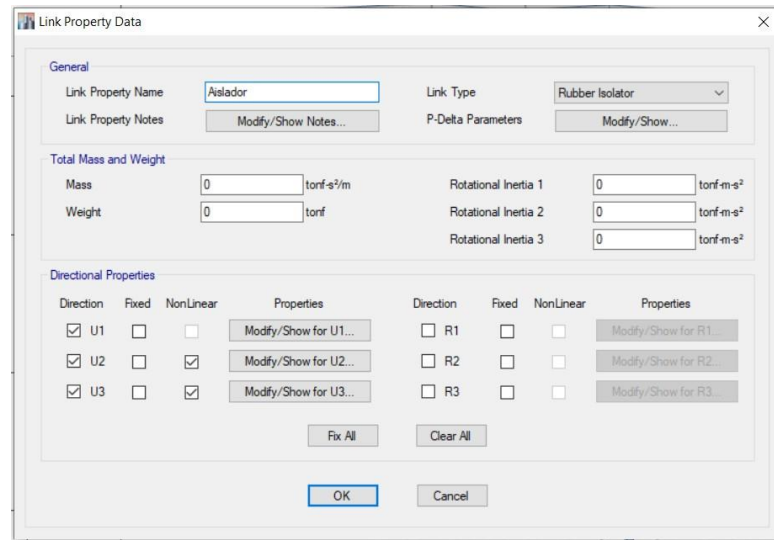 Link Property Data
General
Link Property Name Aislador Link Type Rubber Isolator
Link Property Notes Modify/Show Notes... P-Delta Parameters Modify/Show...
Total Mass and Weight
Mass 0 tonf-s²/m Rotational Inertia 1 0 tonf-m-s²
Weight 0 tonf Rotational Inertia 2 0 tonf-m-s²
Rotational Inertia 3 0 tonf-m-s²
Directional Properties
Direction Fixed NonLinear Properties Direction Fixed NonLinear Properties
U1 Modify/Show for U1... R1 Modify/Show for R1...
U2 Modify/Show for U2... R2 Modify/Show for R2...
U3 Modify/Show for U3... R3 Modify/Show for R3...
Fix All Clear All
OK Cancel